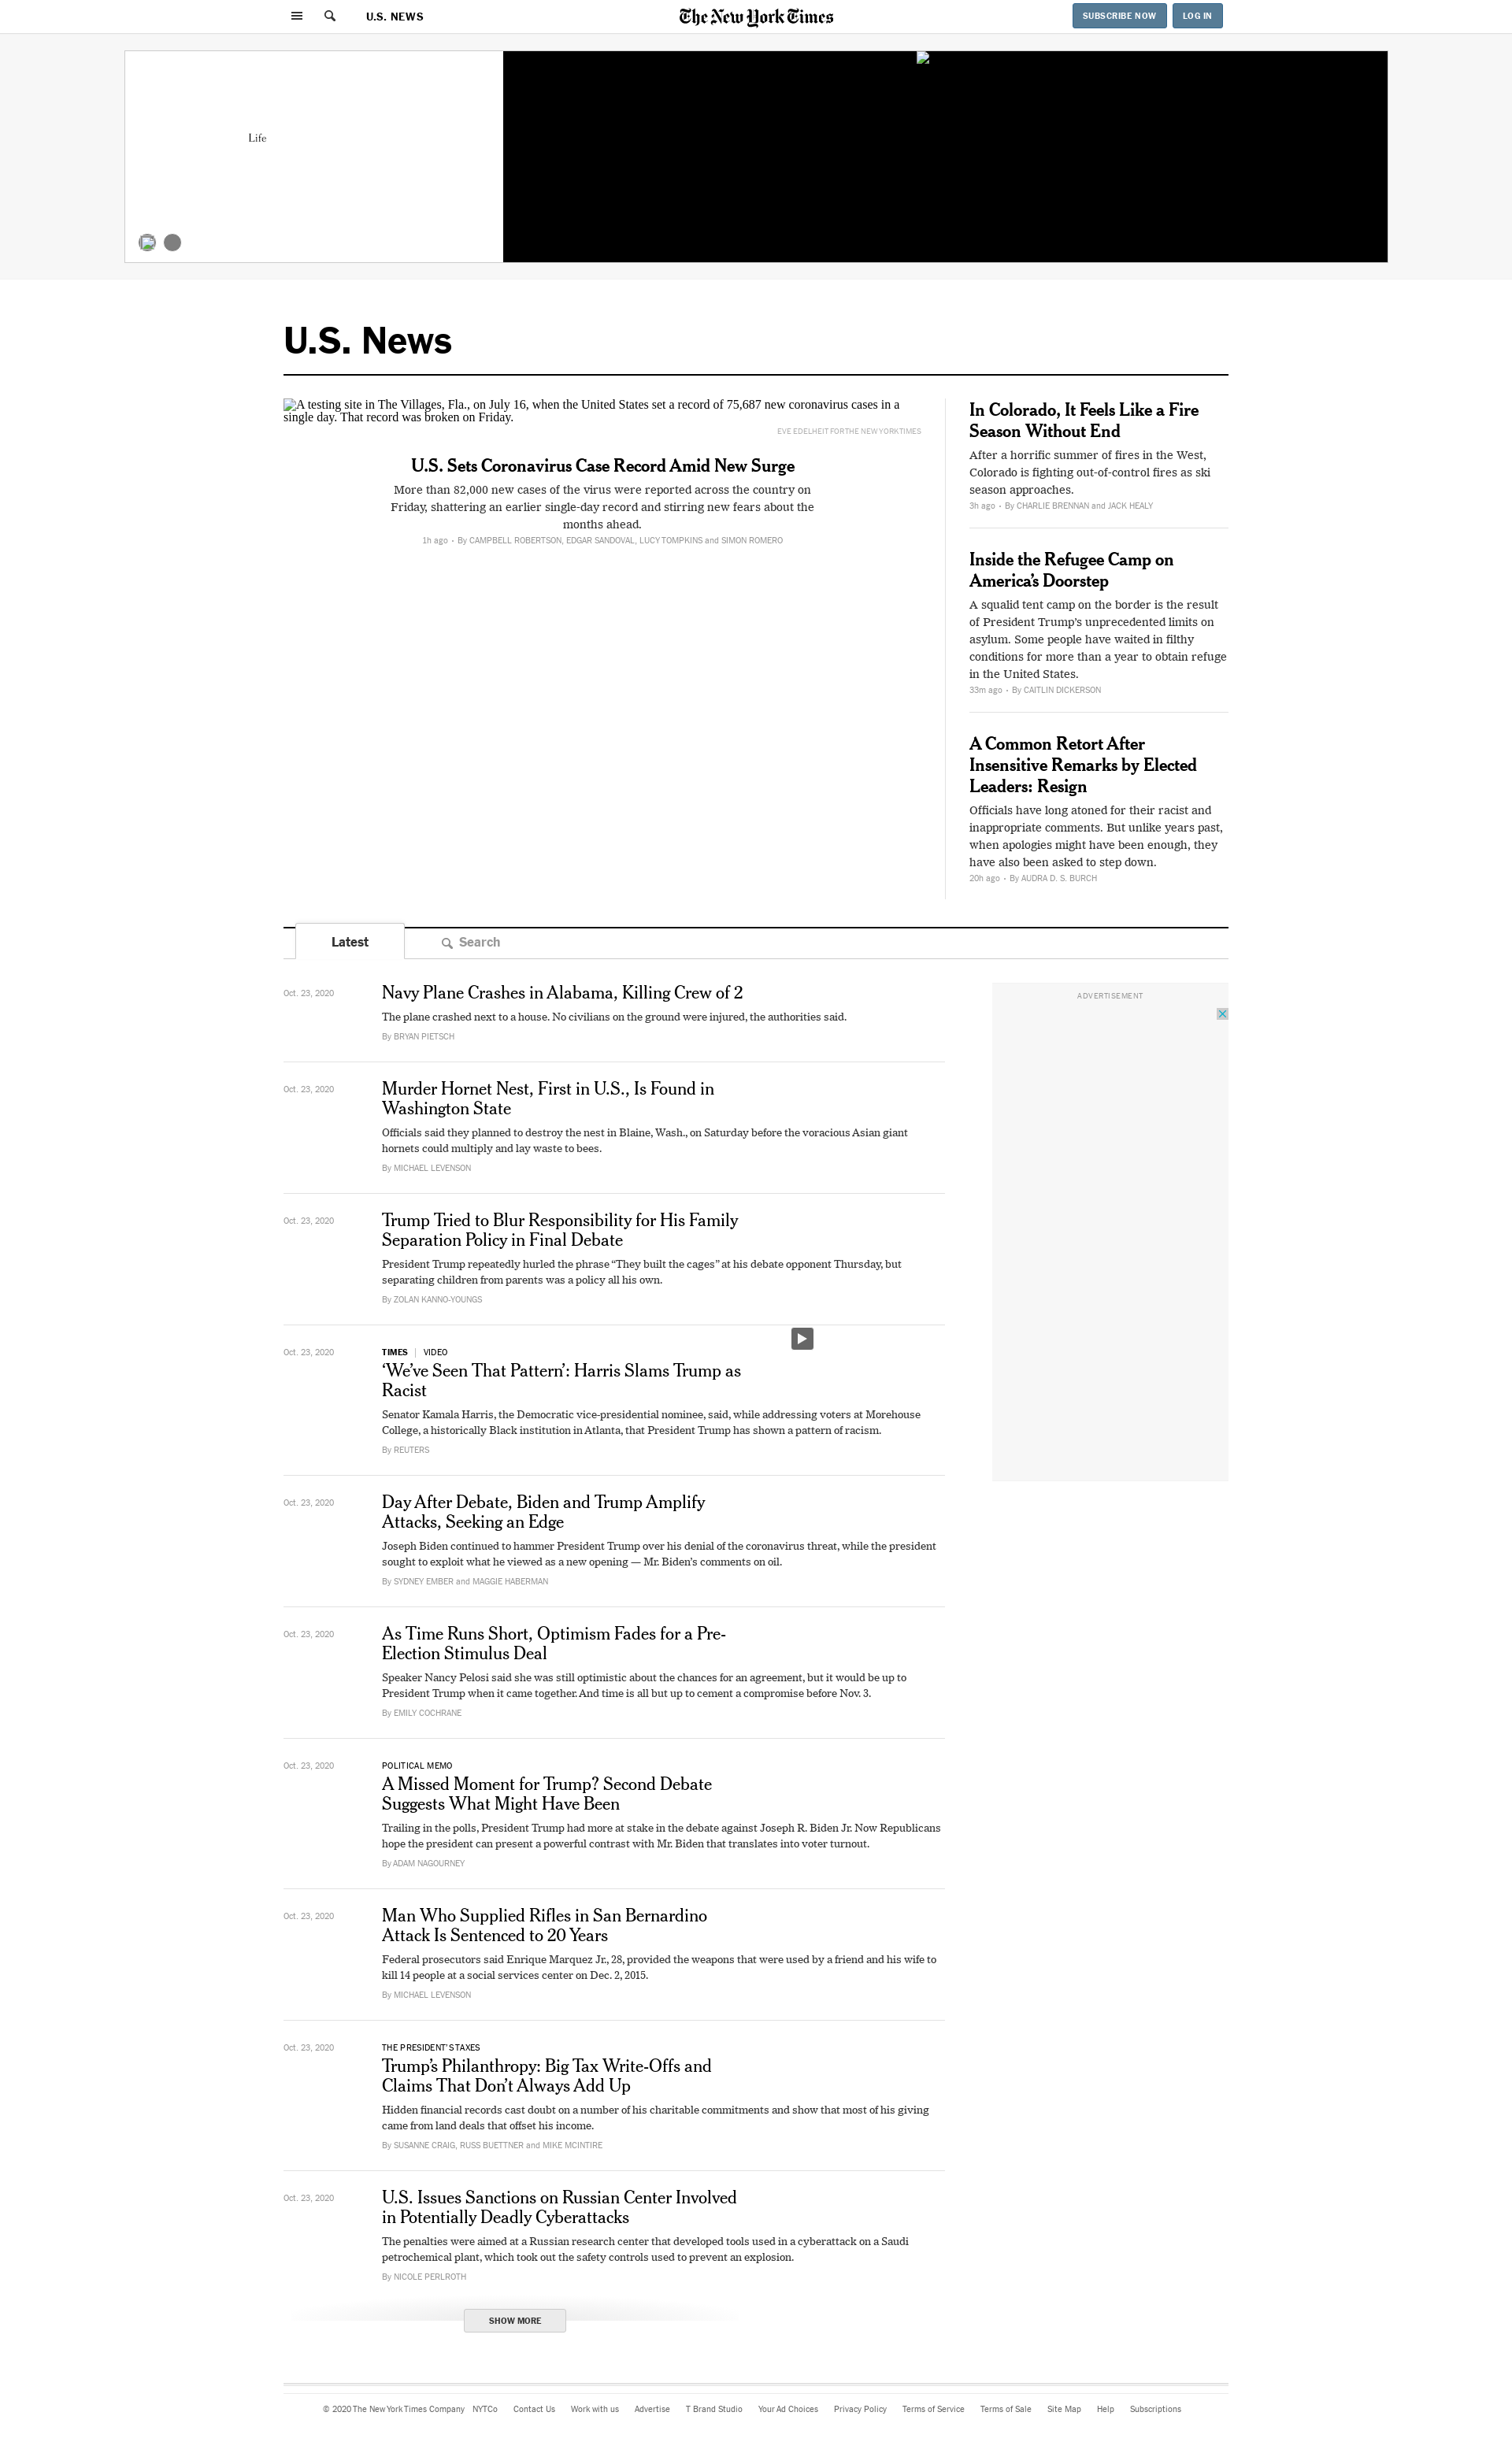 U.S. NEWS
The New York Times
SUBSCRIBE NOW
LOG IN
Life
U.S. News
A testing site in The Villages, Fla., on July 16, when the United States set a record of 75,687 new coronavirus cases in a
single day. That record was broken on Friday.
EVE EDELHEIT FOR THE NEW YORK TIMES
U.S. Sets Coronavirus Case Record Amid New Surge
More than 82,000 new cases of the virus were reported across the country on
Friday, shattering an earlier single-day record and stirring new fears about the
months ahead.
1h ago • By CAMPBELL ROBERTSON, EDGAR SANDOVAL, LUCY TOMPKINS and SIMON ROMERO
In Colorado, It Feels Like a Fire
Season Without End
After a horrific summer of fires in the West,
Colorado is fighting out-of-control fires as ski
season approaches.
3h ago • By CHARLIE BRENNAN and JACK HEALY
Inside the Refugee Camp on
America’s Doorstep
A squalid tent camp on the border is the result
of President Trump’s unprecedented limits on
asylum. Some people have waited in filthy
conditions for more than a year to obtain refuge
in the United States.
33m ago • By CAITLIN DICKERSON
A Common Retort After
Insensitive Remarks by Elected
Leaders: Resign
Officials have long atoned for their racist and
inappropriate comments. But unlike years past,
when apologies might have been enough, they
have also been asked to step down.
20h ago • By AUDRA D. S. BURCH
Latest
Search
ADVERTISEMENT
Oct. 23, 2020
Navy Plane Crashes in Alabama, Killing Crew of 2
The plane crashed next to a house. No civilians on the ground were injured, the authorities said.
By BRYAN PIETSCH
Oct. 23, 2020
Murder Hornet Nest, First in U.S., Is Found in
Washington State
Officials said they planned to destroy the nest in Blaine, Wash., on Saturday before the voracious Asian giant
hornets could multiply and lay waste to bees.
By MICHAEL LEVENSON
Oct. 23, 2020
Trump Tried to Blur Responsibility for His Family
Separation Policy in Final Debate
President Trump repeatedly hurled the phrase “They built the cages” at his debate opponent Thursday, but
separating children from parents was a policy all his own.
By ZOLAN KANNO-YOUNGS
Oct. 23, 2020
TIMES | VIDEO
‘We’ve Seen That Pattern’: Harris Slams Trump as
Racist
Senator Kamala Harris, the Democratic vice-presidential nominee, said, while addressing voters at Morehouse
College, a historically Black institution in Atlanta, that President Trump has shown a pattern of racism.
By REUTERS
Oct. 23, 2020
Day After Debate, Biden and Trump Amplify
Attacks, Seeking an Edge
Joseph Biden continued to hammer President Trump over his denial of the coronavirus threat, while the president
sought to exploit what he viewed as a new opening — Mr. Biden’s comments on oil.
By SYDNEY EMBER and MAGGIE HABERMAN
Oct. 23, 2020
As Time Runs Short, Optimism Fades for a Pre-
Election Stimulus Deal
Speaker Nancy Pelosi said she was still optimistic about the chances for an agreement, but it would be up to
President Trump when it came together. And time is all but up to cement a compromise before Nov. 3.
By EMILY COCHRANE
Oct. 23, 2020
POLITICAL MEMO
A Missed Moment for Trump? Second Debate
Suggests What Might Have Been
Trailing in the polls, President Trump had more at stake in the debate against Joseph R. Biden Jr. Now Republicans
hope the president can present a powerful contrast with Mr. Biden that translates into voter turnout.
By ADAM NAGOURNEY
Oct. 23, 2020
Man Who Supplied Rifles in San Bernardino
Attack Is Sentenced to 20 Years
Federal prosecutors said Enrique Marquez Jr., 28, provided the weapons that were used by a friend and his wife to
kill 14 people at a social services center on Dec. 2, 2015.
By MICHAEL LEVENSON
Oct. 23, 2020
THE PRESIDENT’S TAXES
Trump’s Philanthropy: Big Tax Write-Offs and
Claims That Don’t Always Add Up
Hidden financial records cast doubt on a number of his charitable commitments and show that most of his giving
came from land deals that offset his income.
By SUSANNE CRAIG, RUSS BUETTNER and MIKE MCINTIRE
Oct. 23, 2020
U.S. Issues Sanctions on Russian Center Involved
in Potentially Deadly Cyberattacks
The penalties were aimed at a Russian research center that developed tools used in a cyberattack on a Saudi
petrochemical plant, which took out the safety controls used to prevent an explosion.
By NICOLE PERLROTH
SHOW MORE
© 2020 The New York Times Company NYTCo Contact Us Work with us Advertise T Brand Studio Your Ad Choices Privacy Policy Terms of Service Terms of Sale Site Map Help Subscriptions